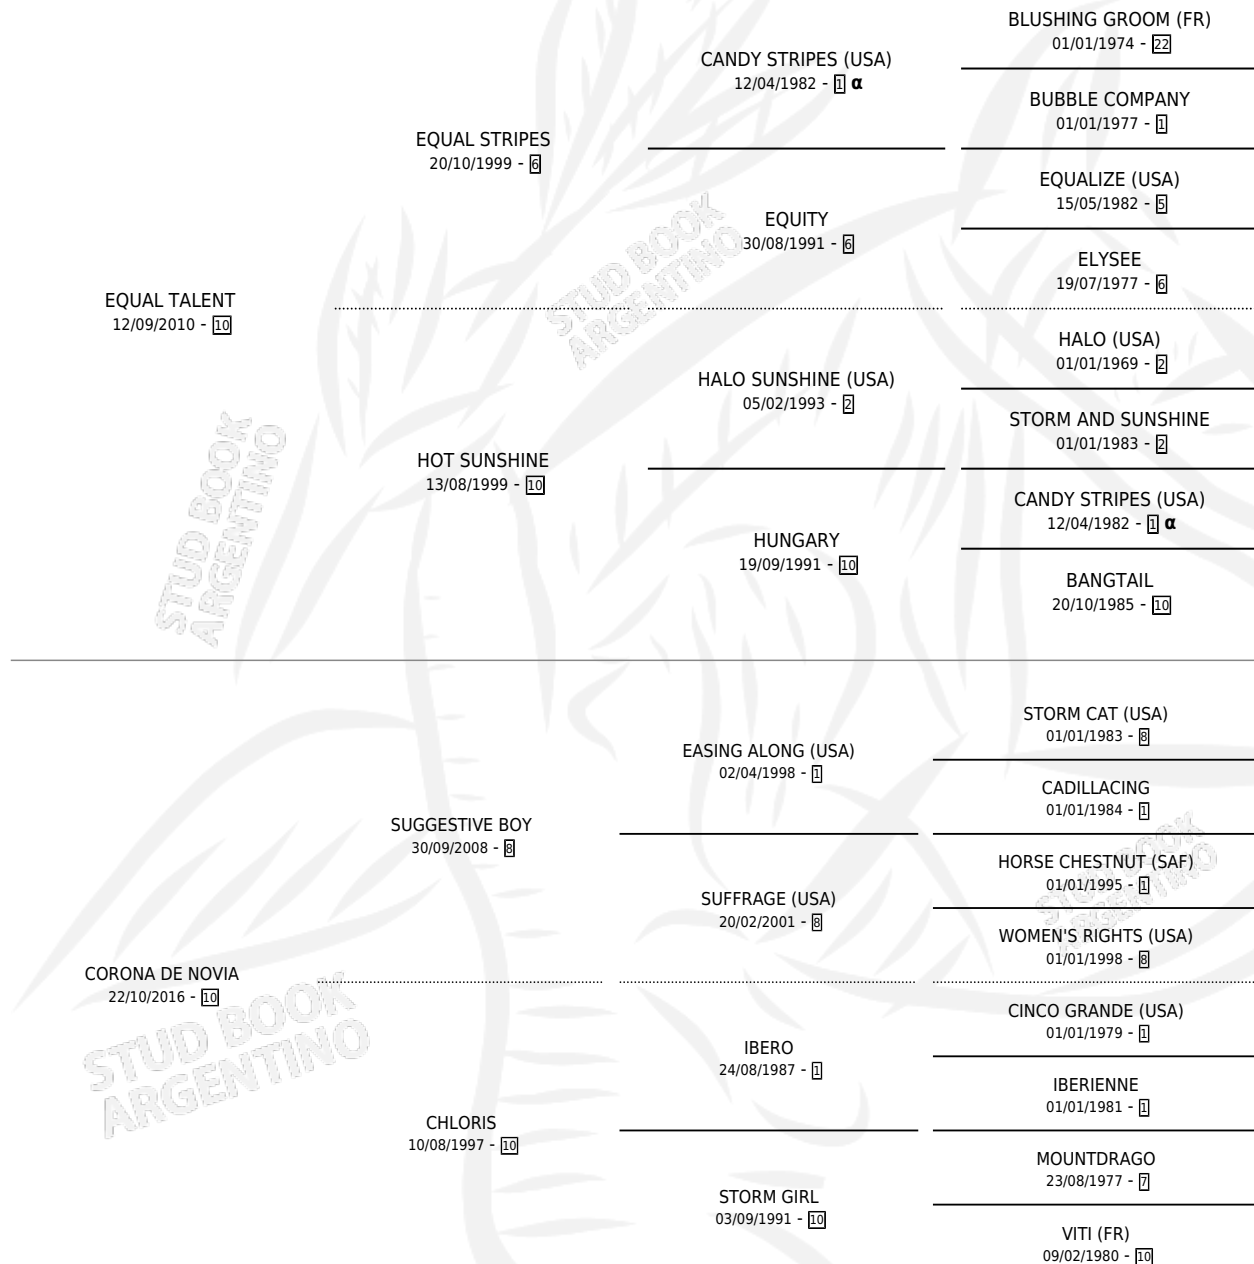 BLUSHING GROOM (FR)
01/01/1974 - 22
CANDY STRIPES (USA)
12/04/1982 - 1 α
BUBBLE COMPANY
01/01/1977 - 1
EQUAL STRIPES
20/10/1999 - 6
EQUALIZE (USA)
15/05/1982 - 5
EQUITY
30/08/1991 - 6
ELYSEE
19/07/1977 - 6
EQUAL TALENT
12/09/2010 - 10
HALO (USA)
01/01/1969 - 2
HALO SUNSHINE (USA)
05/02/1993 - 2
STORM AND SUNSHINE
01/01/1983 - 2
HOT SUNSHINE
13/08/1999 - 10
CANDY STRIPES (USA)
12/04/1982 - 1 α
HUNGARY
19/09/1991 - 10
BANGTAIL
20/10/1985 - 10
STUD BOOK
ARGENTINO
STUD BOOK
ARGENTINO
STORM CAT (USA)
01/01/1983 - 8
EASING ALONG (USA)
02/04/1998 - 1
CADILLACING
01/01/1984 - 1
SUGGESTIVE BOY
30/09/2008 - 8
HORSE CHESTNUT (SAF)
01/01/1995 - 1
SUFFRAGE (USA)
20/02/2001 - 8
WOMEN'S RIGHTS (USA)
01/01/1998 - 8
CORONA DE NOVIA
22/10/2016 - 10
CINCO GRANDE (USA)
01/01/1979 - 1
IBERO
24/08/1987 - 1
IBERIENNE
01/01/1981 - 1
CHLORIS
10/08/1997 - 10
MOUNTDRAGO
23/08/1977 - 7
STORM GIRL
03/09/1991 - 10
VITI (FR)
09/02/1980 - 10
STUD BOOK
ARGENTINO
STUD BOOK
ARGENTINO